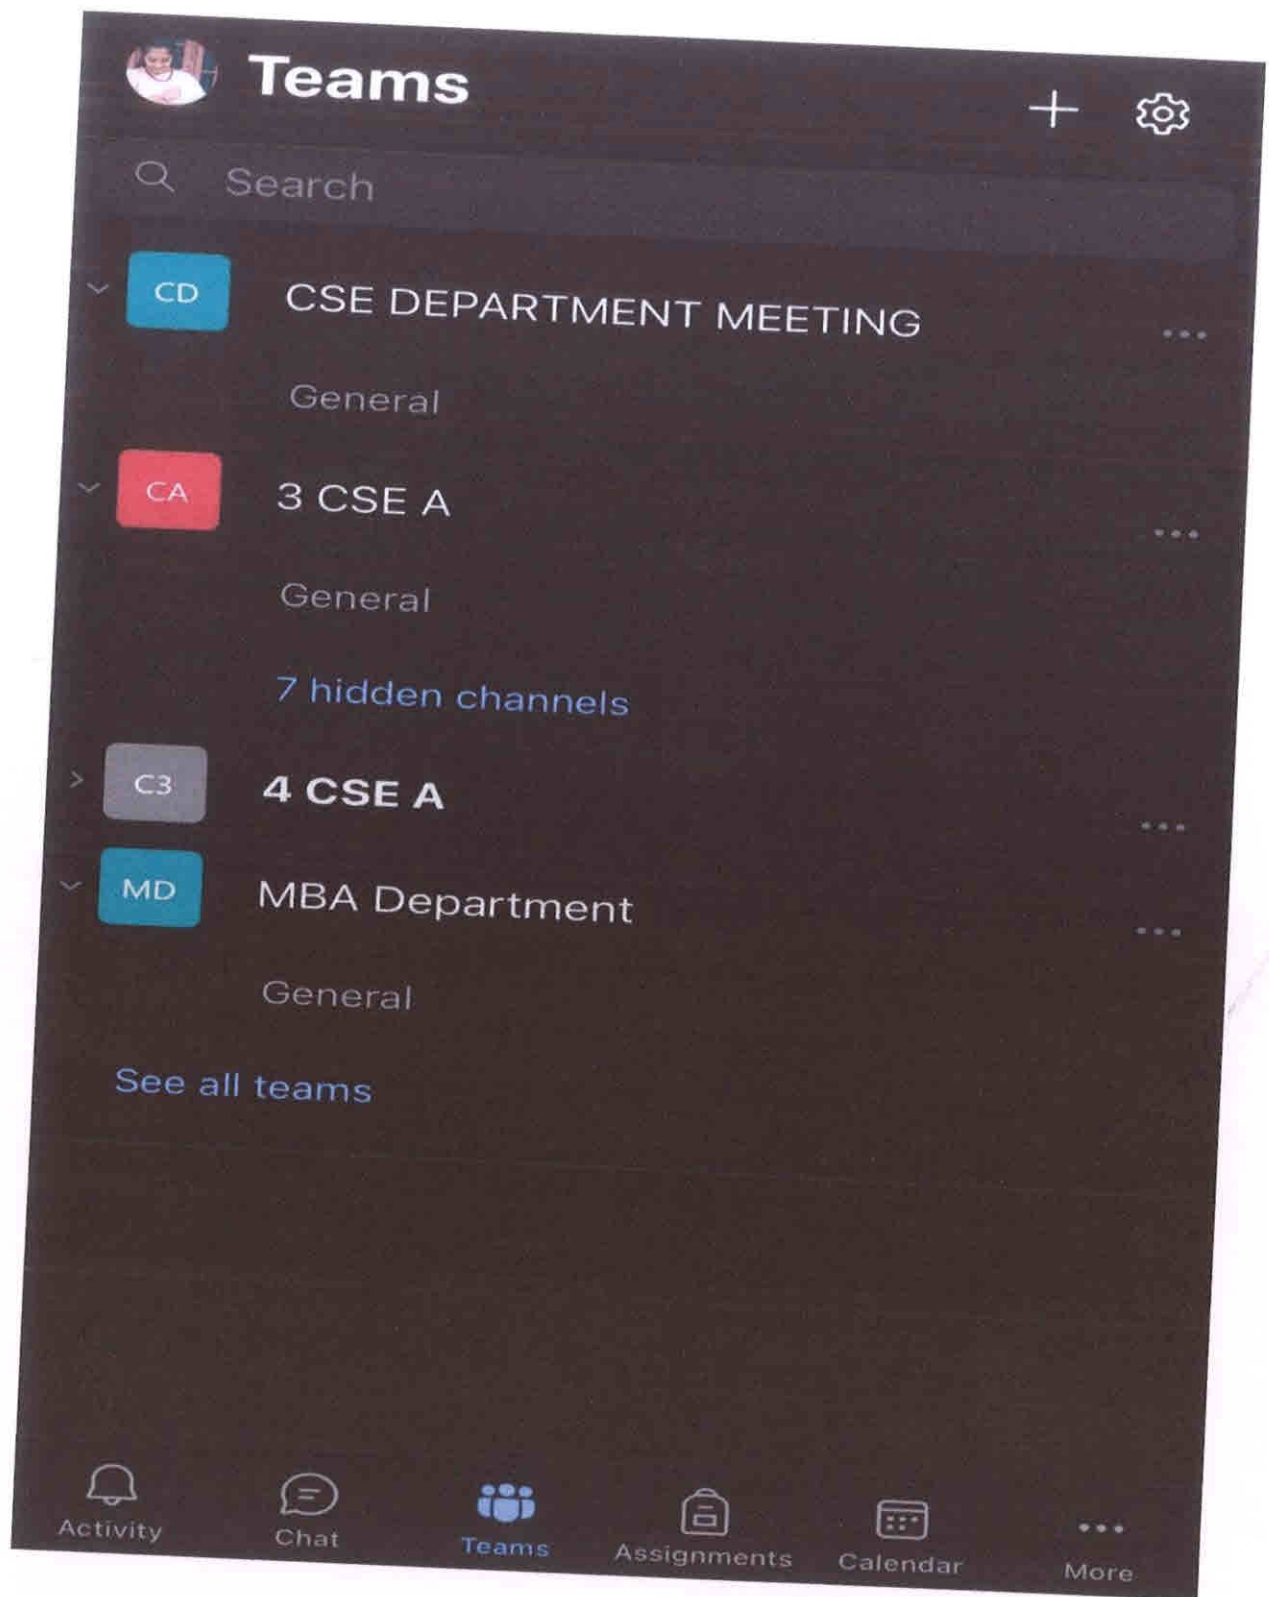 Teams
Search
CD CSE DEPARTMENT MEETING
General
CA 3 CSE A
General
7 hidden channels
C3 4 CSE A
MD MBA Department
General
See all teams
Activity Chat Teams Assignments Calendar More